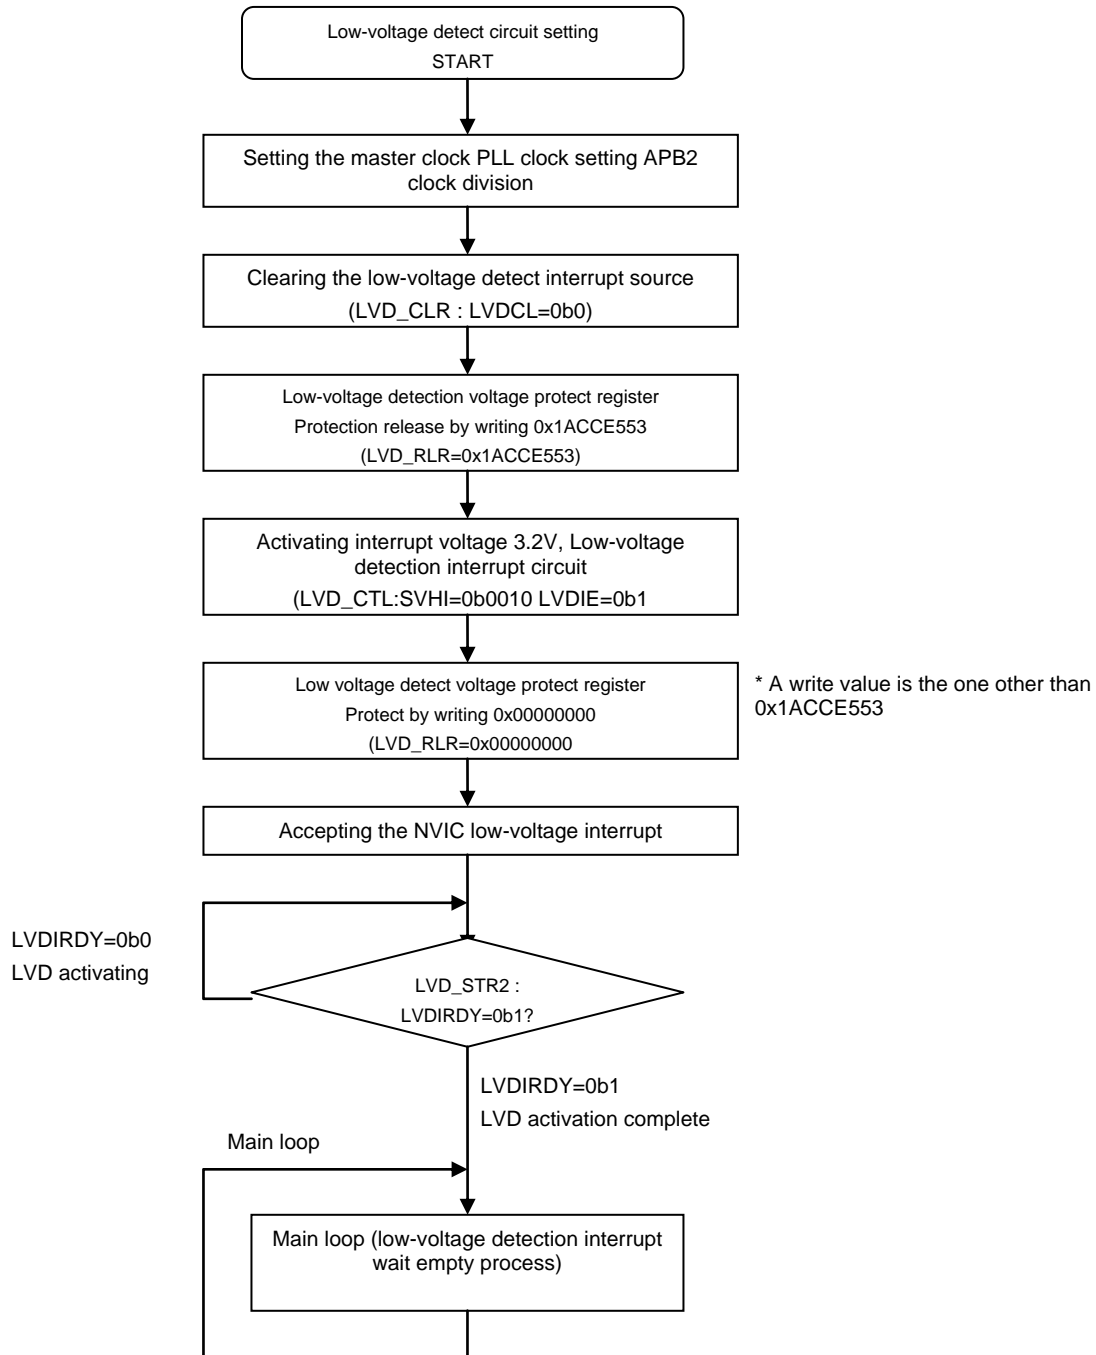 Low-voltage detect circuit setting
START
Setting the master clock PLL clock setting APB2
clock division
Clearing the low-voltage detect interrupt source
(LVD_CLR : LVDCL=0b0)
Low-voltage detection voltage protect register
Protection release by writing 0x1ACCE553
(LVD_RLR=0x1ACCE553)
Activating interrupt voltage 3.2V, Low-voltage
detection interrupt circuit
(LVD_CTL:SVHI=0b0010 LVDIE=0b1
Low voltage detect voltage protect register
Protect by writing 0x00000000
(LVD_RLR=0x00000000
* A write value is the one other than
0x1ACCE553
Accepting the NVIC low-voltage interrupt
LVDIRDY=0b0
LVD activating
LVD_STR2 :
LVDIRDY=0b1?
LVDIRDY=0b1
LVD activation complete
Main loop
Main loop (low-voltage detection interrupt
wait empty process)